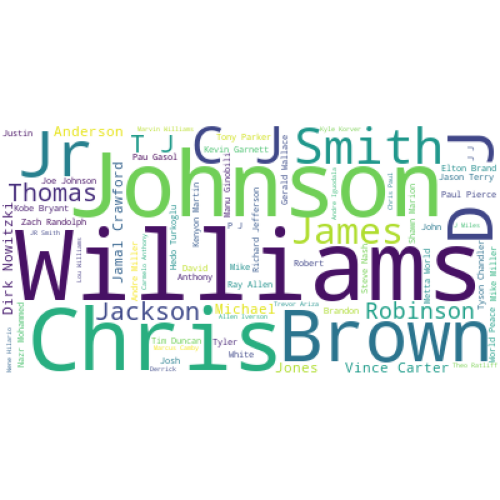 Justin
Anderson
Marvin Williams
Tony Parker
Kyle Korver
Kobe Bryant
Jr
T J
C J
Smith
J
Joe Johnson
Pau Gasol
Kevin Garnett
Johnson
Elton Brand
Jason Terry
Thomas
Zach Randolph
JR Smith
Dirk Nowitzki
Jamal Crawford
Manu Ginobili
Gerald Wallace
Andre Iguodala
Chris Paul
J J
Paul Pierce
Kenyon Martin
Richard Jefferson
Shawn Marion
D
P J
James
John
J Miles
Williams
Lou Williams
Andre Miller
Carmelo Anthony
Hedo Turkoglu
David
Anthony
Mike
Ray Allen
Robert
Steve Nash
Metta World
Tyson Chandler
Mike Miller
World Peace
Nene Hilario
Nazr Mohammed
Chris
Jackson
Michael
Trevor Ariza
Allen Iverson
Brandon
Robinson
Tim Duncan
Marcus Camby
Tyler
White
Josh
Derrick
Brown
Jones
Vince Carter
Theo Ratliff